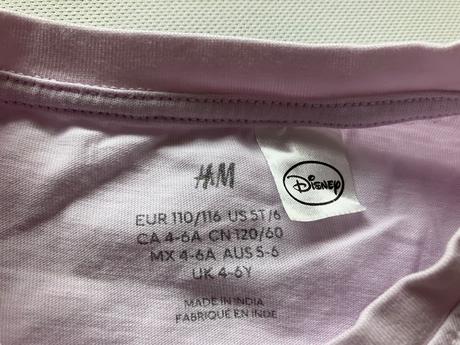 H&M
Disney
EUR 110/116 US 5T/6
CA 4-6A CN 120/60
MX 4-6A AUS 5-6
UK 4-6Y
MADE IN INDIA
FABRIQUÉ EN INDE